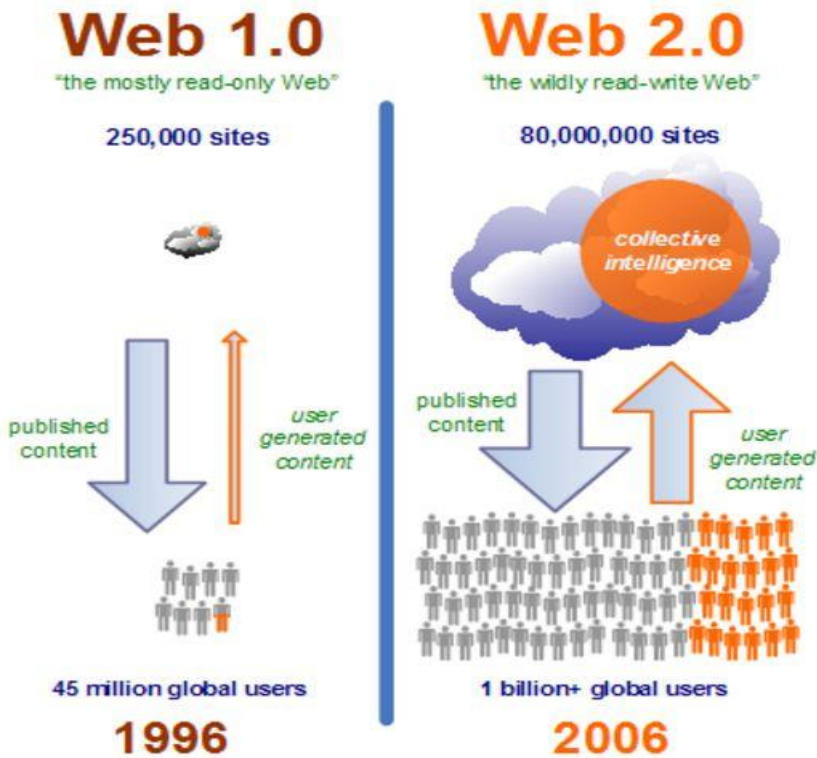 Web 1.0
"the mostly read-only Web"
250,000 sites
published
content
user
generated
content
45 million global users
1996
Web 2.0
"the wildly read-write Web"
80,000,000 sites
collective
intelligence
published
content
user
generated
content
1 billion+ global users
2006